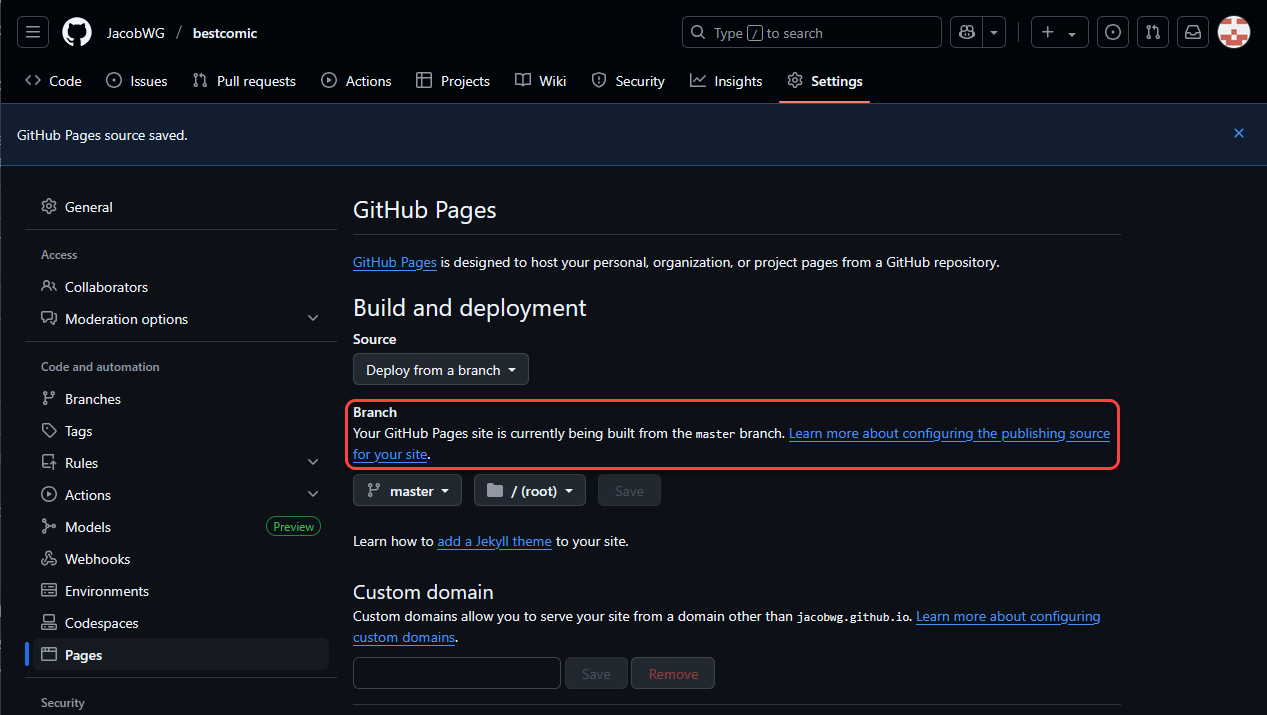 JacobWG / bestcomic
Type / to search
Code
Issues
Pull requests
Actions
Projects
Wiki
Security
Insights
Settings
GitHub Pages source saved.
General
Access
Collaborators
Moderation options
Code and automation
Branches
Tags
Rules
Actions
Models
Preview
Webhooks
Environments
Codespaces
Pages
Security
GitHub Pages
GitHub Pages is designed to host your personal, organization, or project pages from a GitHub repository.
Build and deployment
Source
Deploy from a branch
Branch
Your GitHub Pages site is currently being built from the master branch. Learn more about configuring the publishing source
for your site.
master
/ (root)
Save
Learn how to add a Jekyll theme to your site.
Custom domain
Custom domains allow you to serve your site from a domain other than jacobwg.github.io. Learn more about configuring
custom domains.
Save
Remove